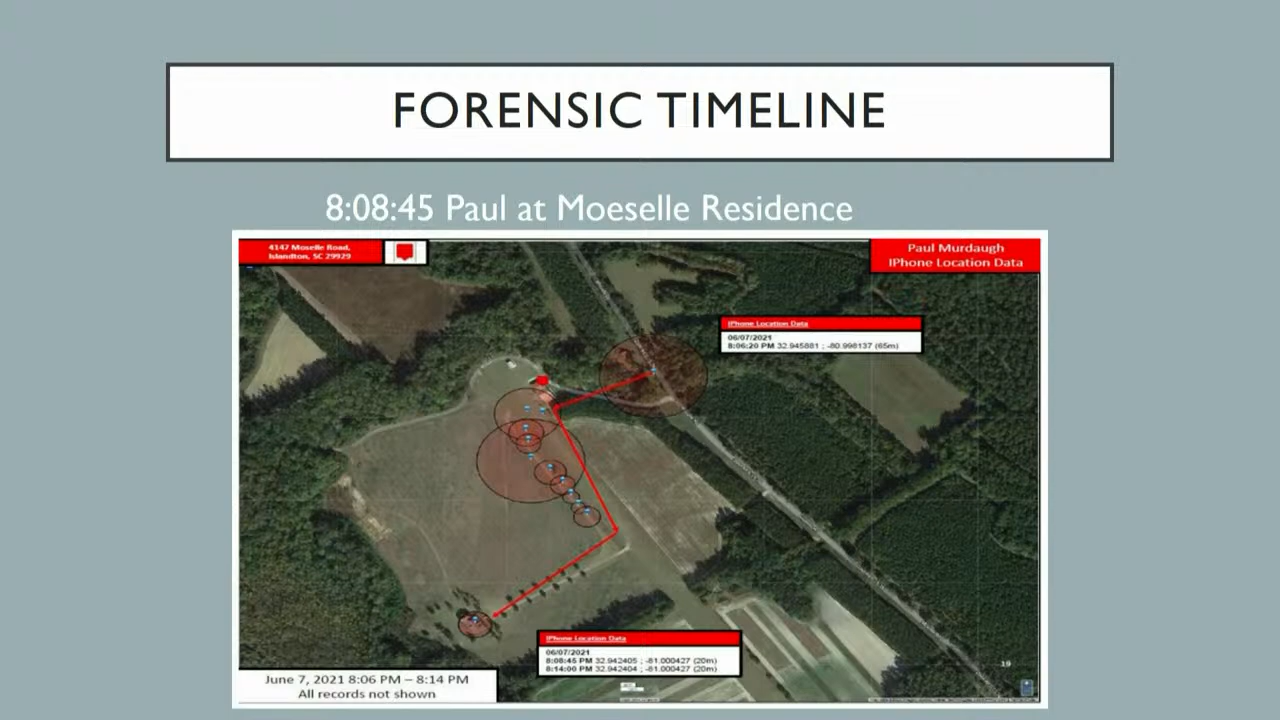 FORENSIC TIMELINE
8:08:45 Paul at Moeselle Residence
4147 Moselle Road,
Islandton, SC 29929
Paul Murdaugh
IPhone Location Data
IPhone Location Data
06/07/2021
8:06:20 PM 32.945881 ; -80.998137 (65m)
IPhone Location Data
06/07/2021
8:08:45 PM 32.942405 ; -81.000427 (20m)
8:14:00 PM 32.942404 ; -81.000427 (20m)
19
June 7, 2021 8:06 PM – 8:14 PM
All records not shown